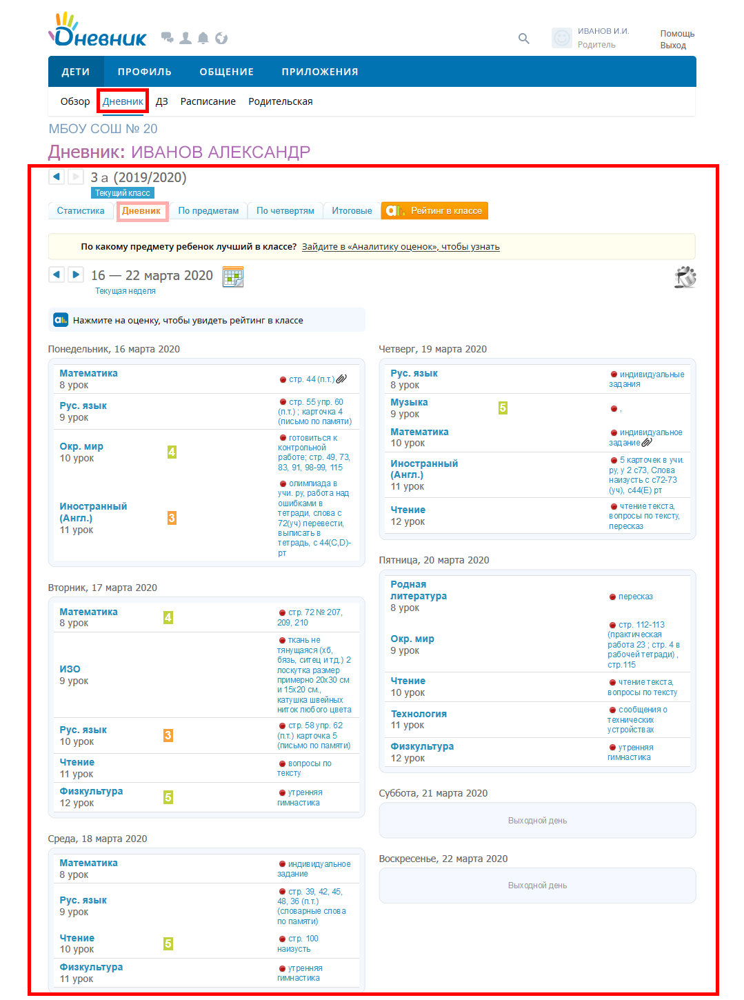 Дневник
ИВАНОВ И.И.
Родитель
Помощь
Выход
ДЕТИ ПРОФИЛЬ ОБЩЕНИЕ ПРИЛОЖЕНИЯ
Обзор Дневник ДЗ Расписание Родительская
МБОУ СОШ № 20
Дневник: ИВАНОВ АЛЕКСАНДР
3 а (2019/2020)
Текущий класс
Статистика Дневник По предметам По четвертям Итоговые Рейтинг в классе
По какому предмету ребенок лучший в классе? Зайдите в «Аналитику оценок», чтобы узнать
16 — 22 марта 2020
Текущая неделя
Нажмите на оценку, чтобы увидеть рейтинг в классе
Понедельник, 16 марта 2020
Математика
8 урок
стр. 44 (п.т.)
Рус. язык
9 урок
стр. 55 упр. 60
(п.т.) ; карточка 4
(письмо по памяти)
Окр. мир
10 урок
4
готовиться к
контрольной
работе; стр. 49, 73,
83, 91, 98-99, 115
Иностранный
(Англ.)
11 урок
3
олимпиада в
учи. ру, работа над
ошибками в
тетради, слова с
72(уч) перевести,
выписать в
тетрадь, с 44(C,D)-
рт
Вторник, 17 марта 2020
Математика
8 урок
4
стр. 72 № 207,
209, 210
ИЗО
9 урок
ткань не
тянущаяся (хб,
бязь, ситец и тд.) 2
лоскутка размер
примерно 20х30 см
и 15х20 см.,
катушка швейных
ниток любого цвета
Рус. язык
10 урок
3
стр. 58 упр. 62
(п.т.) карточка 5
(письмо по памяти)
Чтение
11 урок
вопросы по
тексту
Физкультура
12 урок
5
утренняя
гимнастика
Среда, 18 марта 2020
Математика
8 урок
индивидуальное
задание
Рус. язык
9 урок
стр. 39, 42, 45,
48, 36 (п.т.)
(словарные слова
по памяти)
Чтение
10 урок
5
стр. 100
наизусть
Физкультура
11 урок
утренняя
гимнастика
Четверг, 19 марта 2020
Рус. язык
8 урок
индивидуальные
задания
Музыка
9 урок
5
,
Математика
10 урок
индивидуальное
задание
Иностранный
(Англ.)
11 урок
5 карточек в учи.
ру, у 2 с73, Слова
наизусть с с72-73
(уч), с44(Е) рт
Чтение
12 урок
чтение текста,
вопросы по тексту,
пересказ
Пятница, 20 марта 2020
Родная
литература
8 урок
пересказ
Окр. мир
9 урок
стр. 112-113
(практическая
работа 23 ; стр. 4 в
рабочей тетради) ,
стр.115
Чтение
10 урок
чтение текста,
вопросы по тексту
Технология
11 урок
сообщения о
технических
устройствах
Физкультура
12 урок
утренняя
гимнастика
Суббота, 21 марта 2020
Выходной день
Воскресенье, 22 марта 2020
Выходной день